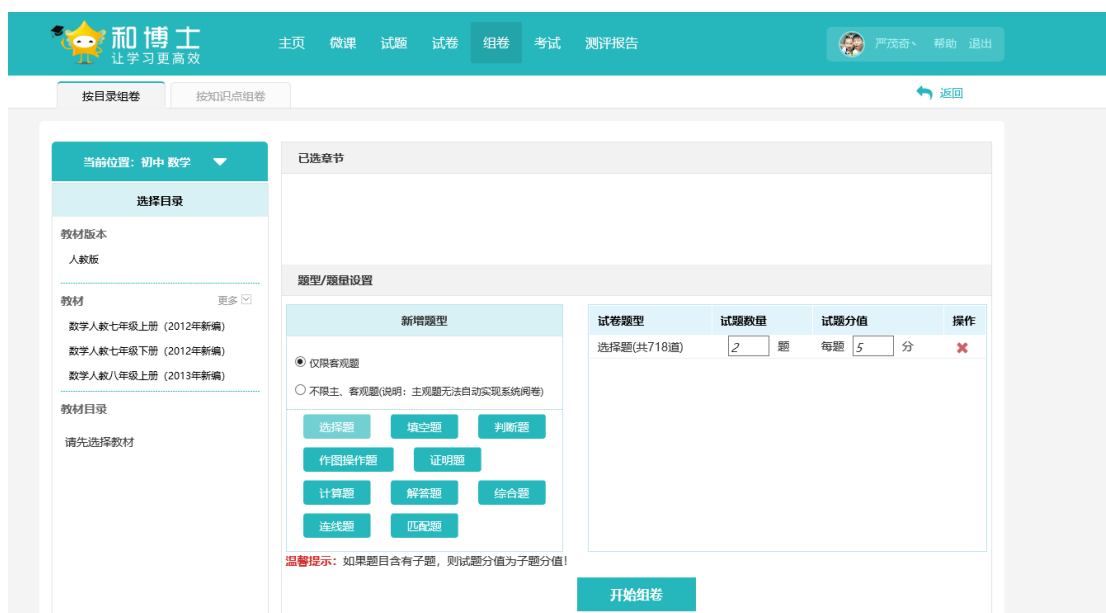 和博士
让学习更高效
主页 微课 试题 试卷 组卷 考试 测评报告
严茂奇丶 帮助 退出
按目录组卷 按知识点组卷
返回
当前位置：初中 数学
选择目录
教材版本
人教版
教材 更多
数学人教七年级上册（2012年新编）
数学人教七年级下册（2012年新编）
数学人教八年级上册（2013年新编）
教材目录
请先选择教材
已选章节
题型/题量设置
新增题型
仅限客观题
不限主、客观题(说明：主观题无法自动实现系统阅卷)
选择题 填空题 判断题
作图操作题 证明题
计算题 解答题 综合题
连线题 匹配题
试卷题型 试题数量 试题分值 操作
选择题(共718道) 2 题 每题 5 分
温馨提示：如果题目含有子题，则试题分值为子题分值!
开始组卷